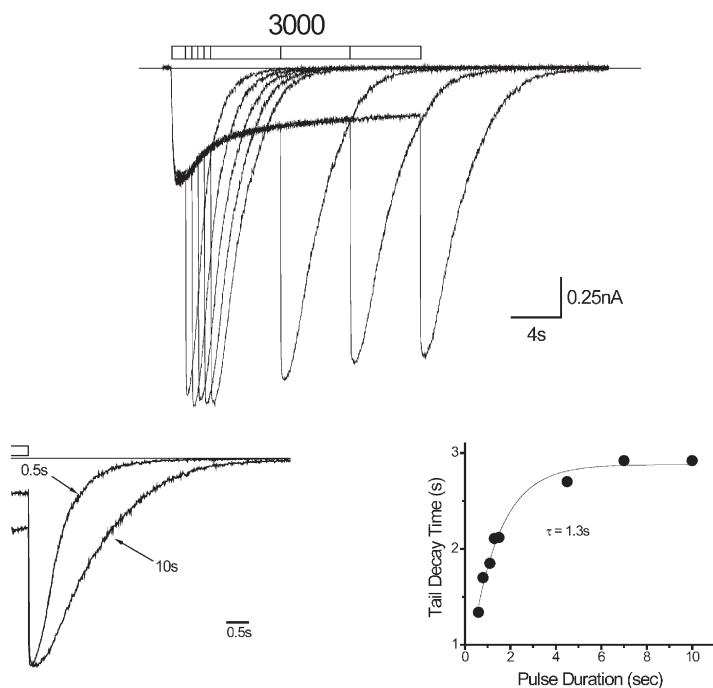 3000
0.25nA
4s
0.5s
10s
0.5s
3
2
1
Tail Decay Time (s)
τ = 1.3s
0 2 4 6 8 10
Pulse Duration (sec)